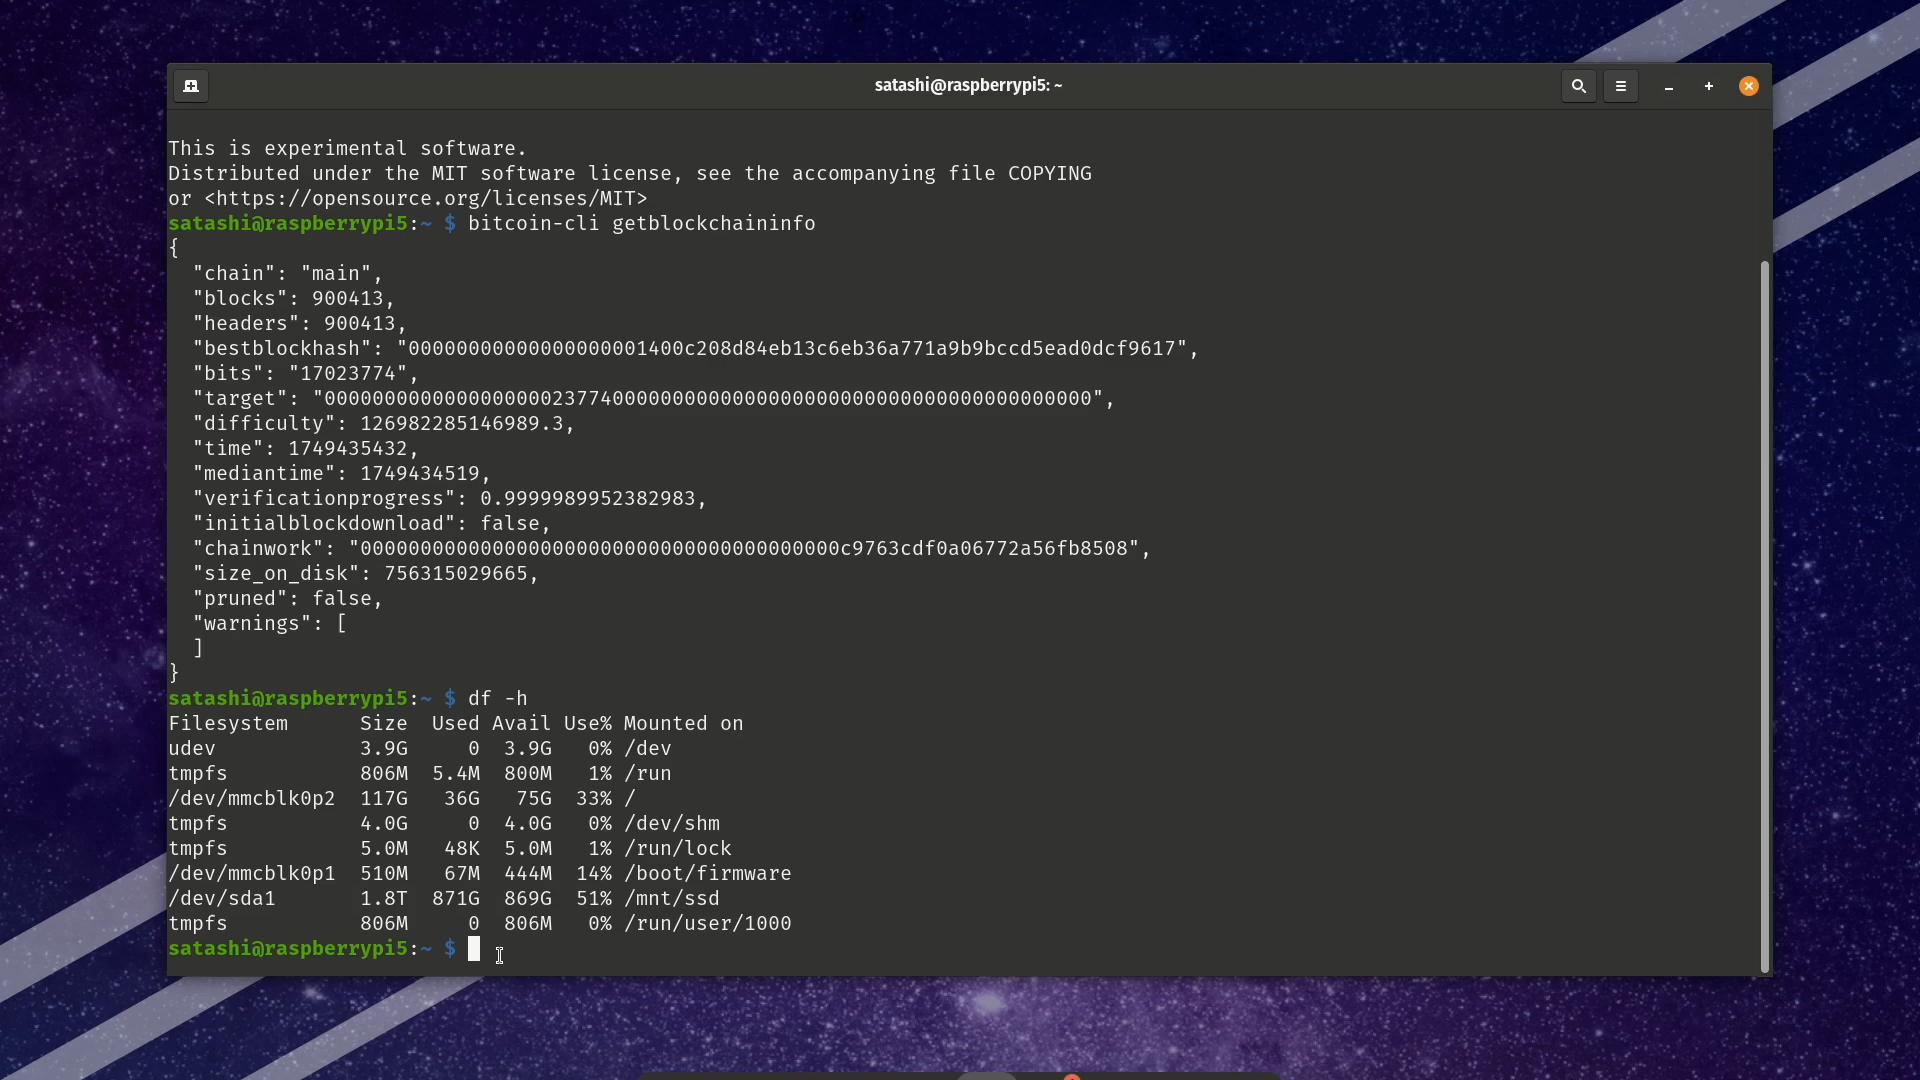 satashi@raspberrypi5: ~
This is experimental software.
Distributed under the MIT software license, see the accompanying file COPYING
or <https://opensource.org/licenses/MIT>
satashi@raspberrypi5:~ $ bitcoin-cli getblockchaininfo
{
  "chain": "main",
  "blocks": 900413,
  "headers": 900413,
  "bestblockhash": "00000000000000000001400c208d84eb13c6eb36a771a9b9bccd5ead0dcf9617",
  "bits": "17023774",
  "target": "0000000000000000000237740000000000000000000000000000000000000000",
  "difficulty": 126982285146989.3,
  "time": 1749435432,
  "mediantime": 1749434519,
  "verificationprogress": 0.9999989952382983,
  "initialblockdownload": false,
  "chainwork": "0000000000000000000000000000000000000000c9763cdf0a06772a56fb8508",
  "size_on_disk": 756315029665,
  "pruned": false,
  "warnings": [
  ]
}
satashi@raspberrypi5:~ $ df -h
Filesystem      Size  Used Avail Use% Mounted on
udev            3.9G     0  3.9G   0% /dev
tmpfs           806M  5.4M  800M   1% /run
/dev/mmcblk0p2  117G   36G   75G  33% /
tmpfs           4.0G     0  4.0G   0% /dev/shm
tmpfs           5.0M   48K  5.0M   1% /run/lock
/dev/mmcblk0p1  510M   67M  444M  14% /boot/firmware
/dev/sda1       1.8T  871G  869G  51% /mnt/ssd
tmpfs           806M     0  806M   0% /run/user/1000
satashi@raspberrypi5:~ $